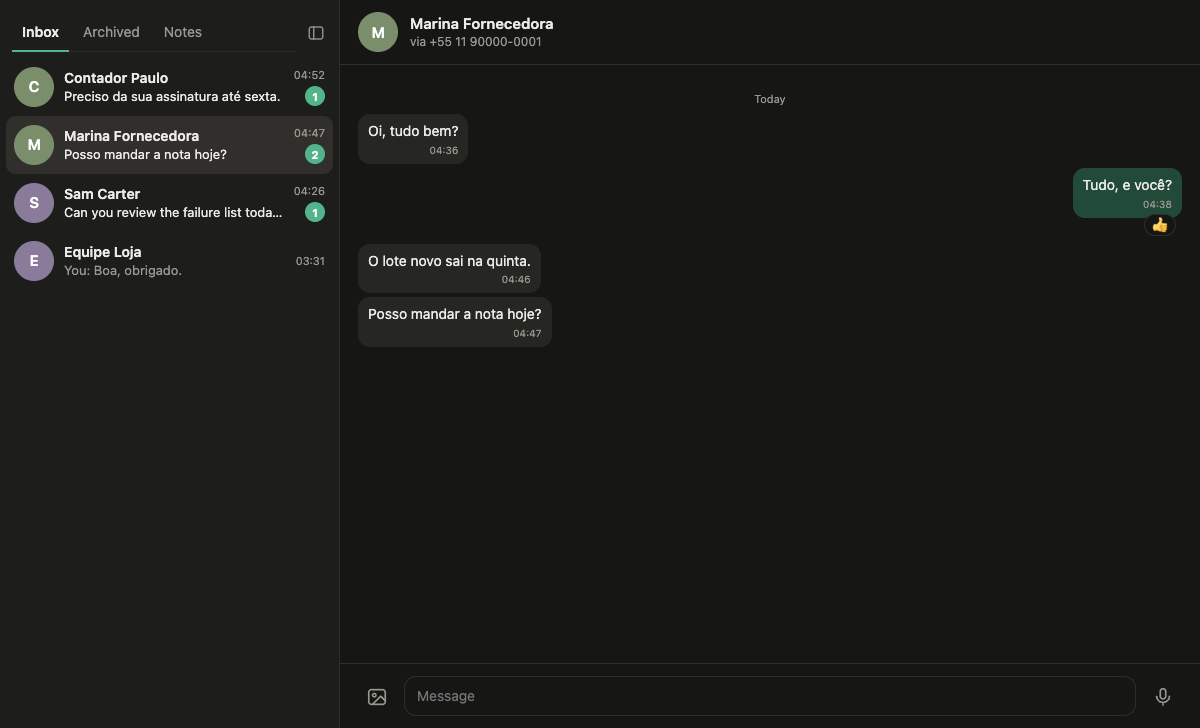 Inbox
Archived
Notes
C
Contador Paulo
04:52
Preciso da sua assinatura até sexta.
1
M
Marina Fornecedora
04:47
Posso mandar a nota hoje?
2
S
Sam Carter
04:26
Can you review the failure list toda...
1
E
Equipe Loja
03:31
You: Boa, obrigado.
M
Marina Fornecedora
via +55 11 90000-0001
Today
Oi, tudo bem?
04:36
Tudo, e você?
04:38
👍
O lote novo sai na quinta.
04:46
Posso mandar a nota hoje?
04:47
Message